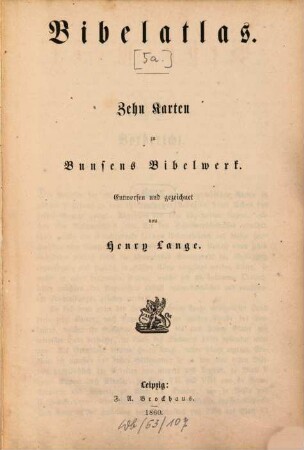 Bibelatlas.
[5a.]
Zehn Karten
zu
Bunsens Bibelwerk.
Entworfen und gezeichnet
von
Henry Lange.
Leipzig:
F. A. Brockhaus.
1860.